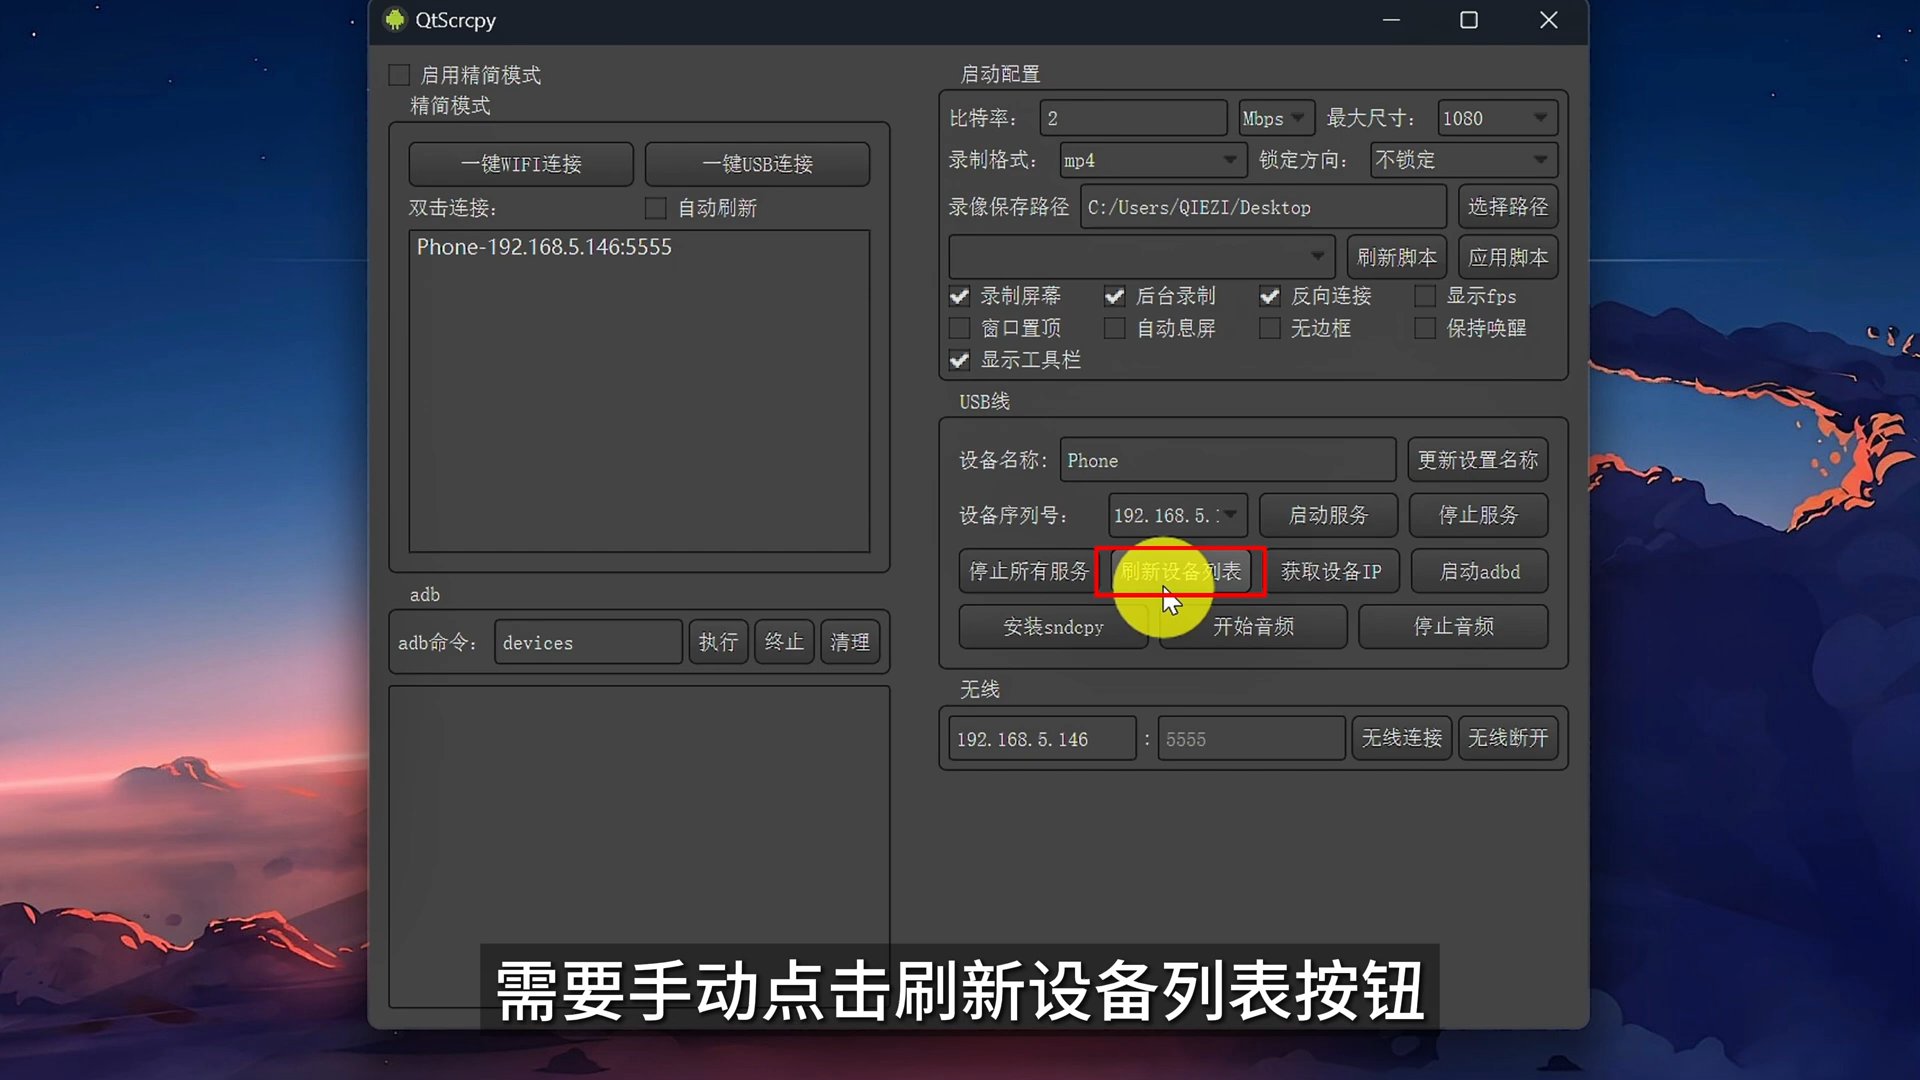 QtScrcpy
启用精简模式
精简模式
一键WIFI连接 一键USB连接
双击连接: 自动刷新
Phone-192.168.5.146:5555
adb
adb命令: devices 执行 终止 清理
启动配置
比特率: 2 Mbps 最大尺寸: 1080
录制格式: mp4 锁定方向: 不锁定
录像保存路径 C:/Users/QIEZI/Desktop 选择路径
刷新脚本 应用脚本
录制屏幕 后台录制 反向连接 显示fps
窗口置顶 自动息屏 无边框 保持唤醒
显示工具栏
USB线
设备名称: Phone 更新设置名称
设备序列号: 192.168.5. 启动服务 停止服务
停止所有服务 刷新设备列表 获取设备IP 启动adbd
安装sndcpy 开始音频 停止音频
无线
192.168.5.146 : 5555 无线连接 无线断开
需要手动点击刷新设备列表按钮